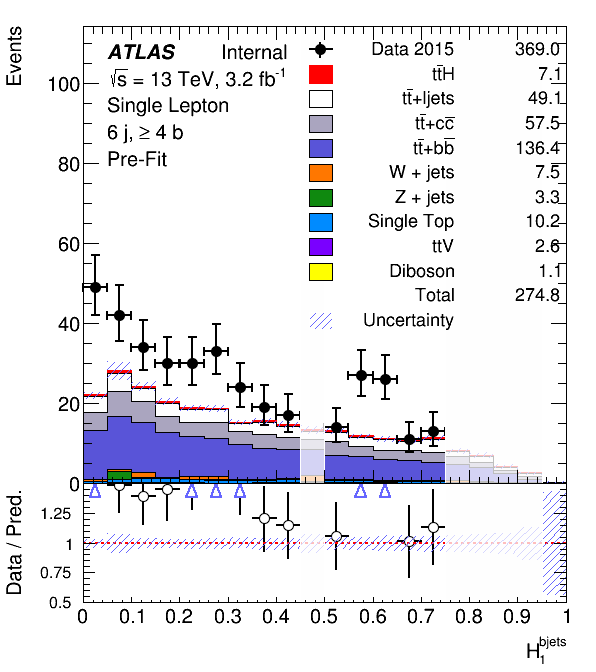 Events
ATLAS Internal
√s = 13 TeV, 3.2 fb⁻¹
Single Lepton
6 j, ≥ 4 b
Pre-Fit
Data 2015 369.0
tt̄H 7.1
tt̄+ljets 49.1
tt̄+cc̄ 57.5
tt̄+bb̄ 136.4
W + jets 7.5
Z + jets 3.3
Single Top 10.2
ttV 2.6
Diboson 1.1
Total 274.8
Uncertainty
100
80
60
40
20
0
Data / Pred.
1.25
1
0.75
0.5
0 0.1 0.2 0.3 0.4 0.5 0.6 0.7 0.8 0.9 1
H₁ᵇʲᵉᵗˢ